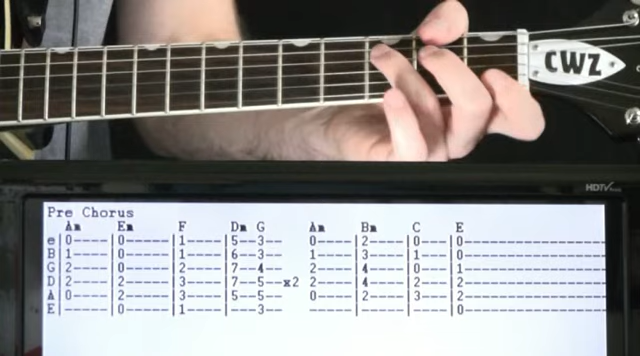 CWZ
HDTV
Pre Chorus
Am Em F Dm G Am Bm C E
e|0-----|0------|1-----|5--3-- 0-----|2-----|0----|0-----------------
B|1-----|0------|1-----|6--3-- 1-----|3-----|1----|0-----------------
G|2-----|0------|2-----|7--4-- 2-----|4-----|0----|1-----------------
D|2-----|2------|3-----|7--5--x2 2-----|4-----|2----|2-----------------
A|0-----|2------|3-----|5--5-- 0-----|2-----|3----|2-----------------
E|------|0------|1-----|---3-- ------|------|-----|0-----------------